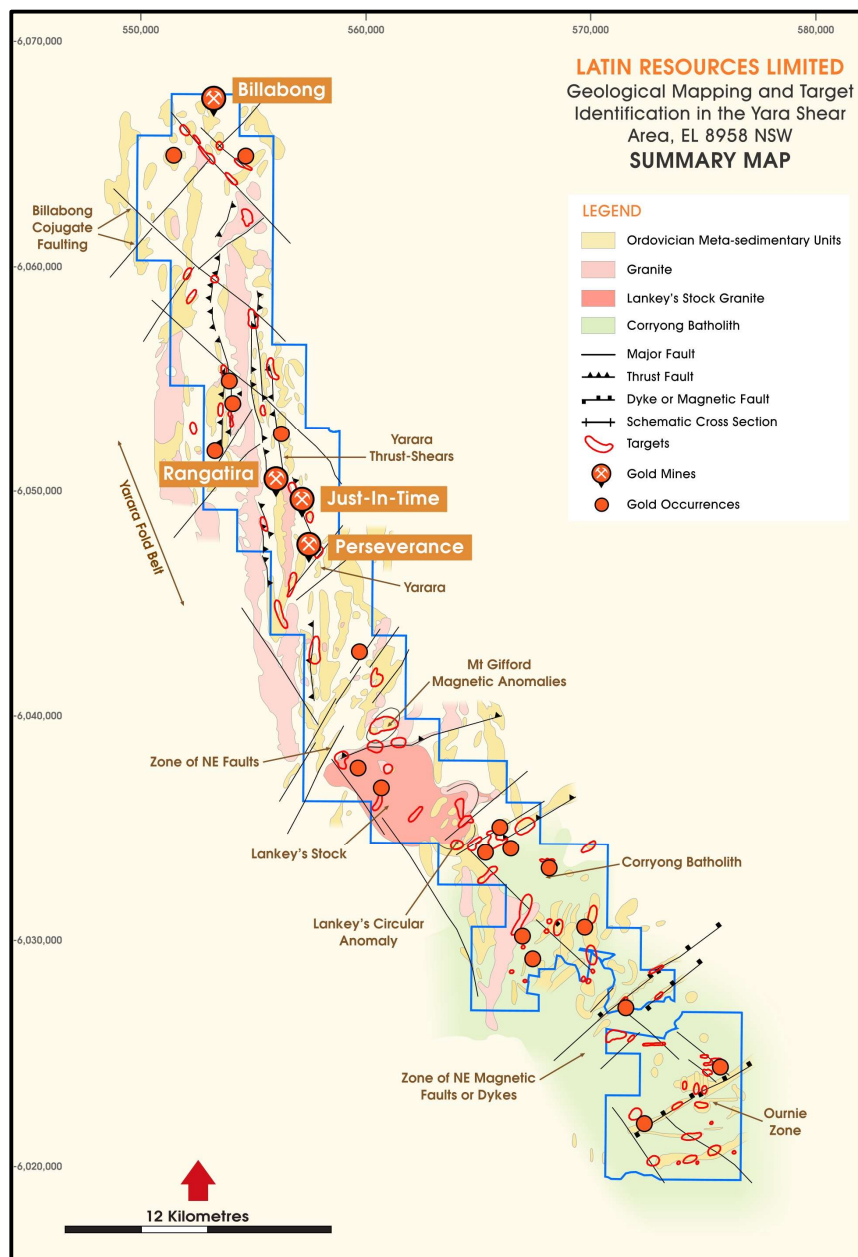 550,000
560,000
570,000
580,000
6,070,000
LATIN RESOURCES LIMITED
Geological Mapping and Target
Identification in the Yara Shear
Area, EL 8958 NSW
SUMMARY MAP
Billabong
LEGEND
Ordovician Meta-sedimentary Units
Granite
Lankey's Stock Granite
Corryong Batholith
Major Fault
Thrust Fault
Dyke or Magnetic Fault
Schematic Cross Section
Targets
Gold Mines
Gold Occurrences
Billabong
Cojugate
Faulting
6,060,000
Yarara
Thrust-Shears
Rangatira
6,050,000
Just-In-Time
Yarara Fold Belt
Perseverance
Yarara
Mt Gifford
Magnetic Anomalies
6,040,000
Zone of NE Faults
Lankey's Stock
Corryong Batholith
Lankey's Circular
Anomaly
6,030,000
Zone of NE Magnetic
Faults or Dykes
Ournie
Zone
6,020,000
12 Kilometres